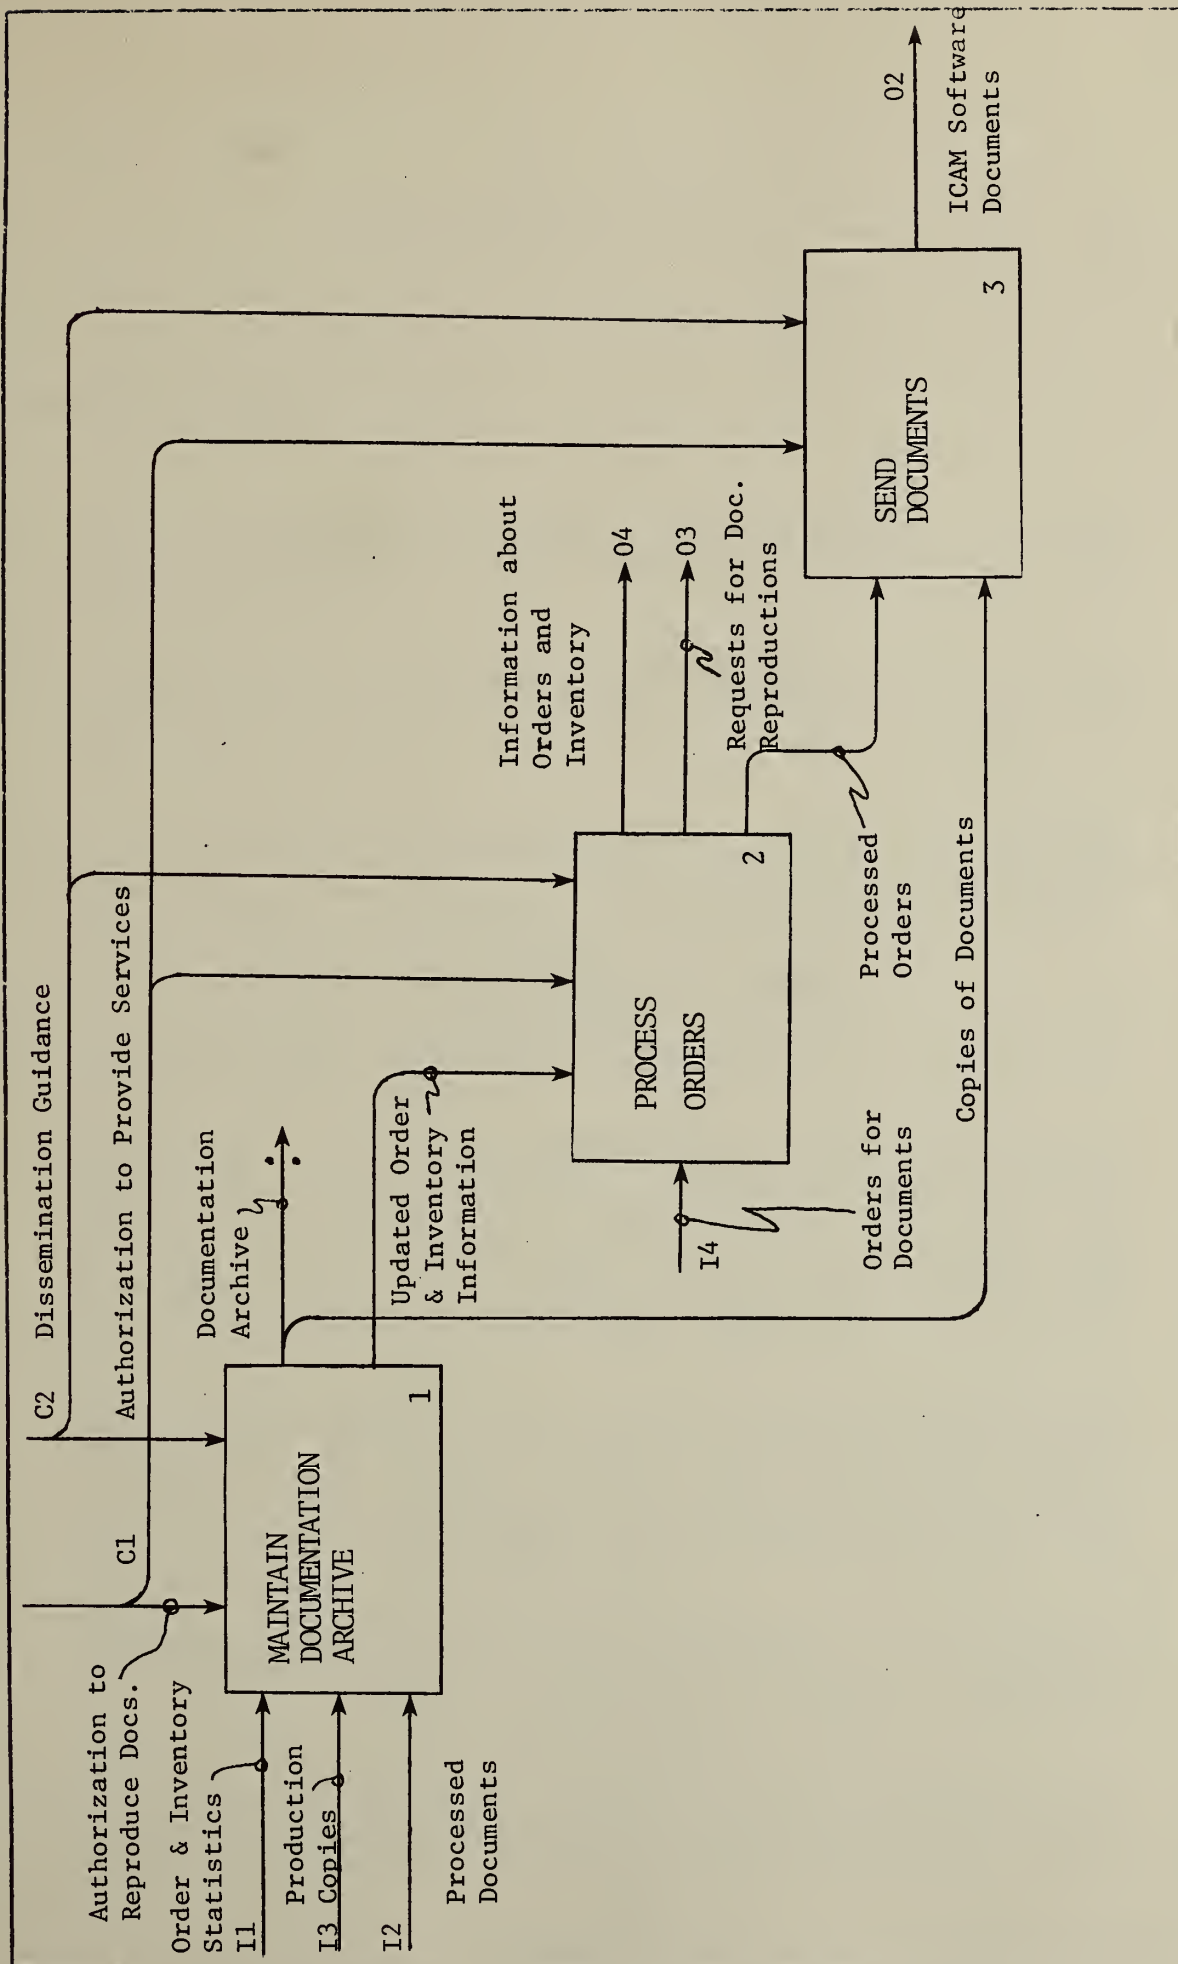 C2 Dissemination Guidance
C1
Authorization to Provide Services
Authorization to
Reproduce Docs.
Order & Inventory
Statistics
I1
Production
I3 Copies
I2
Processed
Documents
MAINTAIN
DOCUMENTATION
ARCHIVE
1
Documentation
Archive
Updated Order
& Inventory
Information
I4
Orders for
Documents
PROCESS
ORDERS
2
Information about
Orders and
Inventory
04
03
Requests for Doc.
Reproductions
Processed
Orders
Copies of Documents
SEND
DOCUMENTS
3
02
ICAM Software
Documents